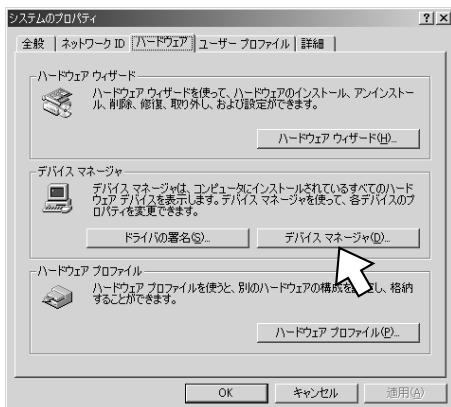 システムのプロパティ
? ×
全般 ネットワーク ID ハードウェア ユーザー プロファイル 詳細
ハードウェア ウィザード
ハードウェア ウィザードを使って、ハードウェアのインストール、アンインストー
ル、削除、修復、取り外し、および設定ができます。
ハードウェア ウィザード(H)...
デバイス マネージャ
デバイス マネージャは、コンピュータにインストールされているすべてのハード
ウェア デバイスを表示します。デバイス マネージャを使って、各デバイスのプ
ロパティを変更できます。
ドライバの署名(S)... デバイス マネージャ(D)...
ハードウェア プロファイル
ハードウェア プロファイルを使うと、別のハードウェアの構成を設定し、格納
することができます。
ハードウェア プロファイル(P)...
OK キャンセル 適用(A)